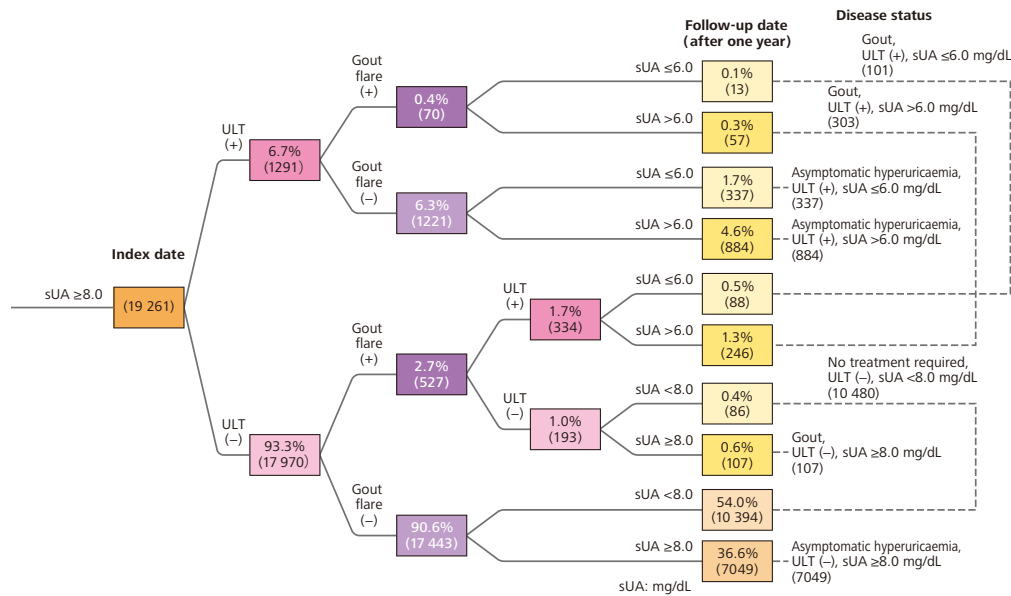 Disease status
Follow-up date
(after one year)
Gout,
ULT (+), sUA ≤6.0 mg/dL
(101)
Gout
flare
(+)
sUA ≤6.0
0.1%
(13)
Gout,
ULT (+), sUA >6.0 mg/dL
(303)
0.4%
(70)
ULT
(+)
sUA >6.0
0.3%
(57)
6.7%
(1291)
Gout
flare
(–)
sUA ≤6.0
1.7%
(337)
Asymptomatic hyperuricaemia,
ULT (+), sUA ≤6.0 mg/dL
(337)
6.3%
(1221)
sUA >6.0
4.6%
(884)
Asymptomatic hyperuricaemia,
ULT (+), sUA >6.0 mg/dL
(884)
Index date
sUA ≥8.0
(19 261)
ULT
(+)
sUA ≤6.0
0.5%
(88)
1.7%
(334)
Gout
flare
(+)
sUA >6.0
1.3%
(246)
2.7%
(527)
No treatment required,
ULT (–), sUA <8.0 mg/dL
(10 480)
ULT
(–)
sUA <8.0
0.4%
(86)
1.0%
(193)
ULT
(–)
93.3%
(17 970)
sUA ≥8.0
0.6%
(107)
Gout,
ULT (–), sUA ≥8.0 mg/dL
(107)
Gout
flare
(–)
sUA <8.0
54.0%
(10 394)
90.6%
(17 443)
sUA ≥8.0
36.6%
(7049)
Asymptomatic hyperuricaemia,
ULT (–), sUA ≥8.0 mg/dL
(7049)
sUA: mg/dL